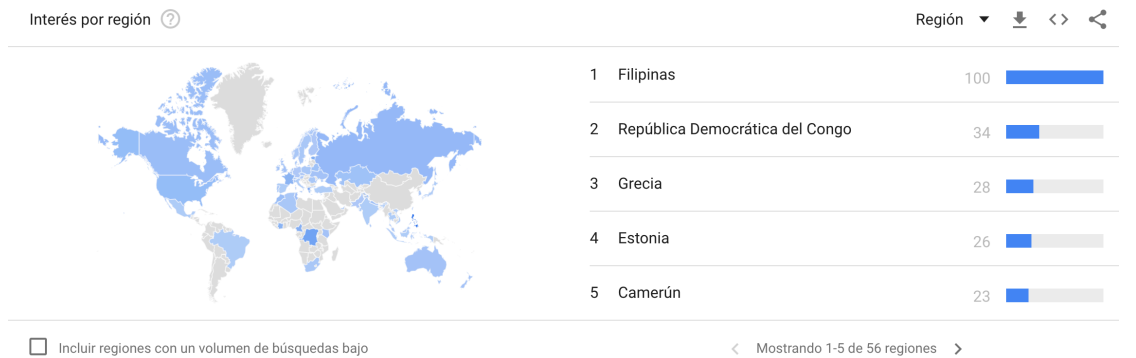 Interés por región ? Región
1 Filipinas 100
2 República Democrática del Congo 34
3 Grecia 28
4 Estonia 26
5 Camerún 23
Incluir regiones con un volumen de búsquedas bajo Mostrando 1-5 de 56 regiones